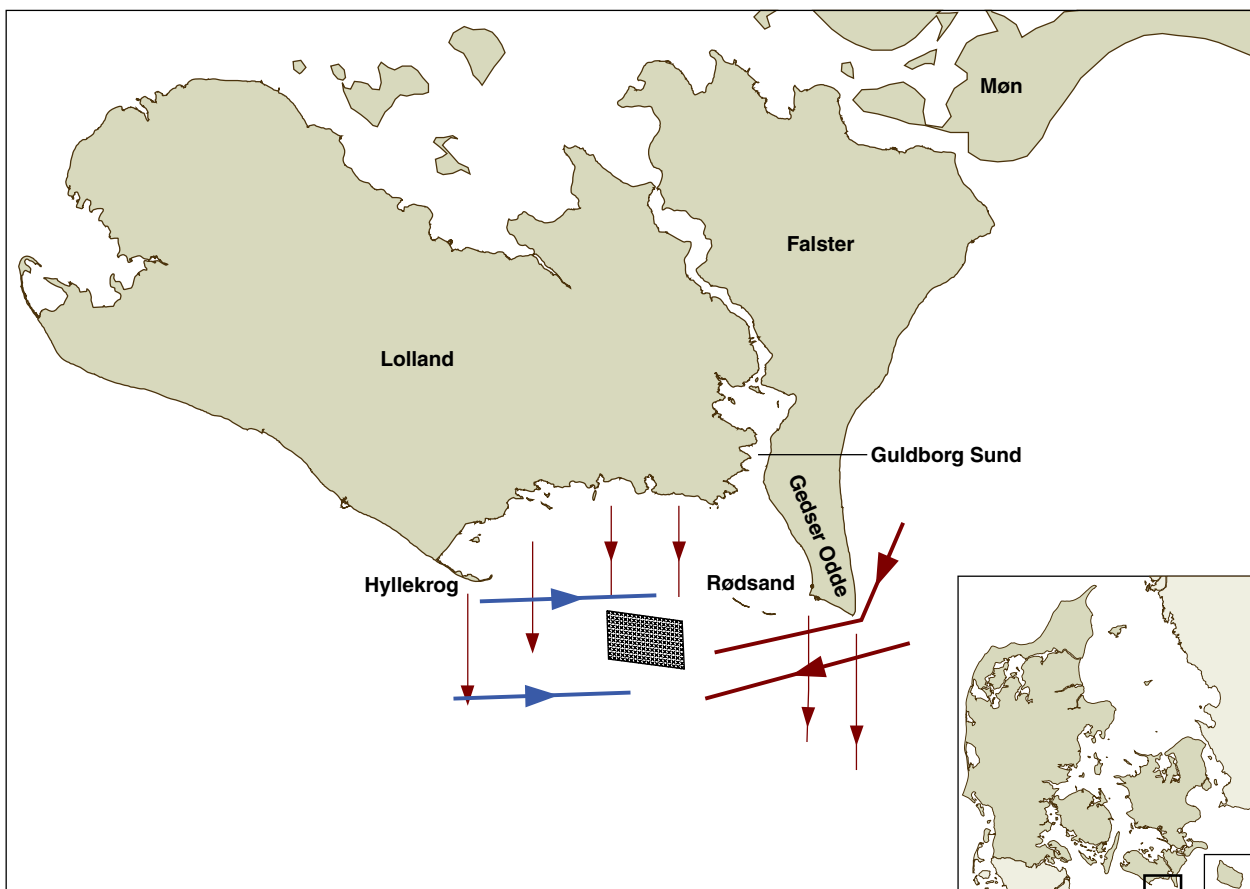 Møn
Falster
Lolland
Guldborg Sund
Gedser Odde
Hyllekrog
Rødsand